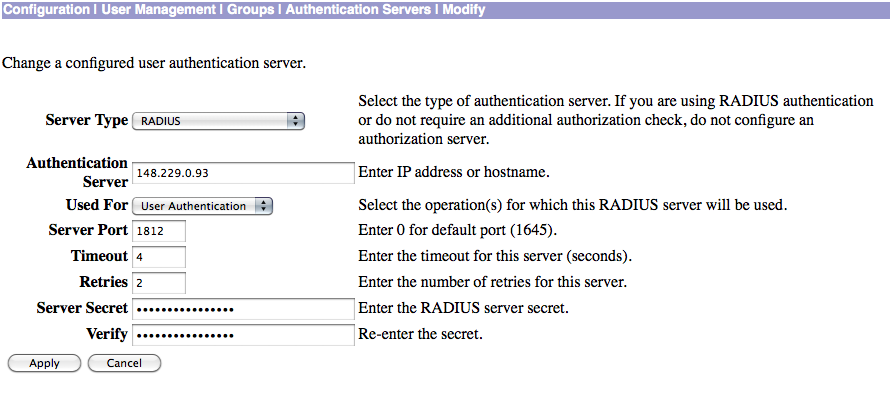 Configuration | User Management | Groups | Authentication Servers | Modify
Change a configured user authentication server.
Server Type RADIUS Select the type of authentication server. If you are using RADIUS authentication
or do not require an additional authorization check, do not configure an
authorization server.
Authentication
Server 148.229.0.93 Enter IP address or hostname.
Used For User Authentication Select the operation(s) for which this RADIUS server will be used.
Server Port 1812 Enter 0 for default port (1645).
Timeout 4 Enter the timeout for this server (seconds).
Retries 2 Enter the number of retries for this server.
Server Secret •••••••••••••••• Enter the RADIUS server secret.
Verify •••••••••••••••• Re-enter the secret.
Apply Cancel